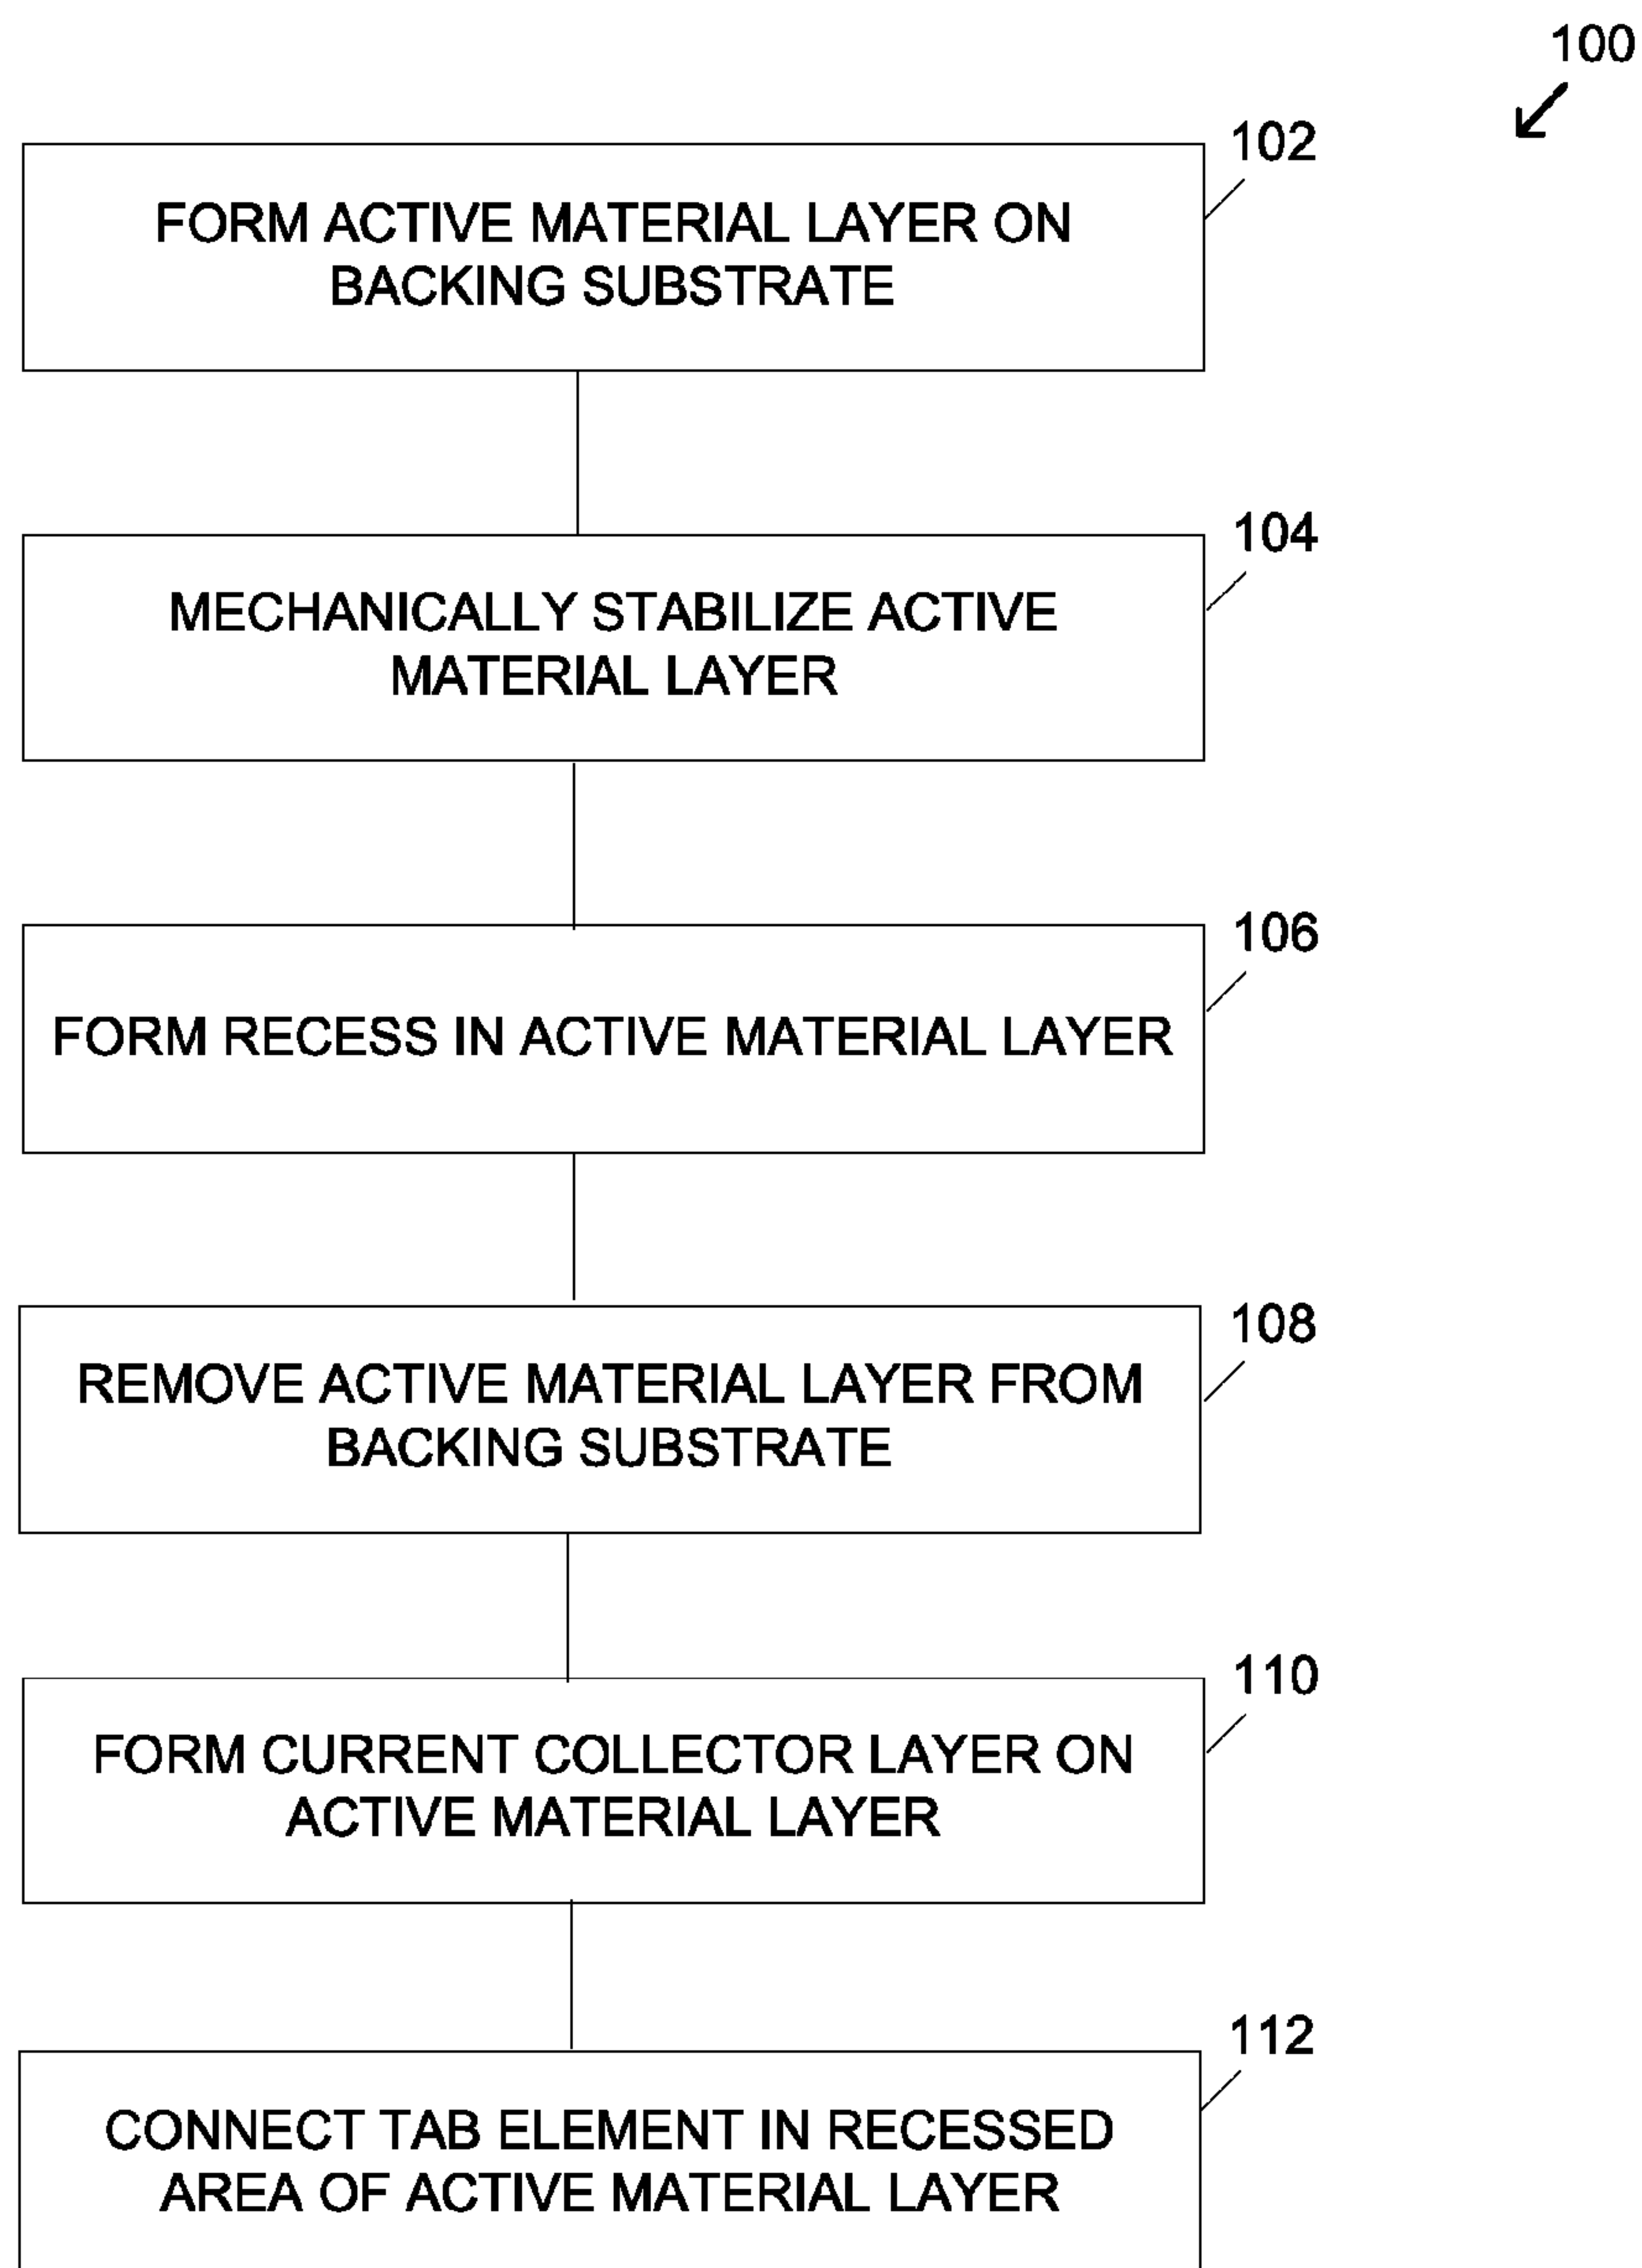 100
102
FORM ACTIVE MATERIAL LAYER ON
BACKING SUBSTRATE
104
MECHANICALLY STABILIZE ACTIVE
MATERIAL LAYER
106
FORM RECESS IN ACTIVE MATERIAL LAYER
108
REMOVE ACTIVE MATERIAL LAYER FROM
BACKING SUBSTRATE
110
FORM CURRENT COLLECTOR LAYER ON
ACTIVE MATERIAL LAYER
112
CONNECT TAB ELEMENT IN RECESSED
AREA OF ACTIVE MATERIAL LAYER